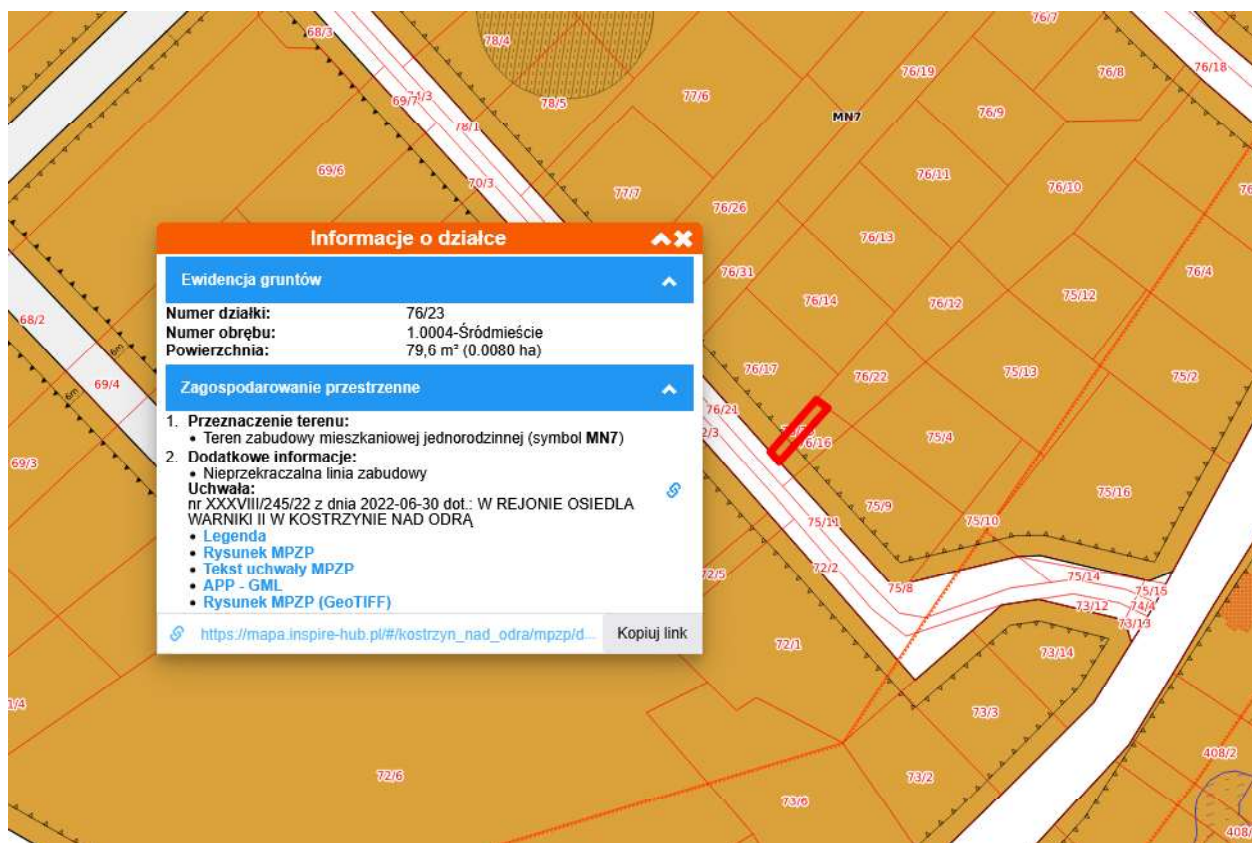 68/3
78/4
76/7
76/19
76/8
76/18
69/7
78/5
77/6
MN7
76/9
78/1
69/6
70/3
77/7
76/11
76/10
76/26
Informacje o działce
76/13
Ewidencja gruntów
76/31
76/4
76/14
76/12
75/12
Numer działki: 76/23
Numer obrębu: 1.0004-Śródmieście
Powierzchnia: 79,6 m² (0.0080 ha)
68/2
6m
69/4
6m
Zagospodarowanie przestrzenne
76/17
76/22
75/13
75/2
76/21
1. Przeznaczenie terenu:
• Teren zabudowy mieszkaniowej jednorodzinnej (symbol MN7)
2. Dodatkowe informacje:
• Nieprzekraczalna linia zabudowy
Uchwała:
nr XXXVIII/245/22 z dnia 2022-06-30 dot.: W REJONIE OSIEDLA
WARNIKI II W KOSTRZYNIE NAD ODRĄ
• Legenda
• Rysunek MPZP
• Tekst uchwały MPZP
• APP - GML
• Rysunek MPZP (GeoTIFF)
2/3
76/16
75/4
69/3
75/16
75/9
75/11
75/10
72/2
72/5
75/8
75/14
75/15
73/12
74/4
73/13
https://mapa.inspire-hub.pl/#/kostrzyn_nad_odra/mpzp/d...
Kopiuj link
72/1
73/14
1/4
73/3
408/2
72/6
73/2
73/6
408/